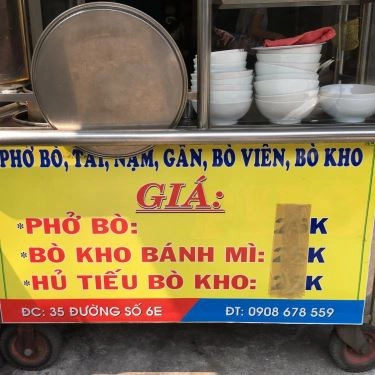 PHỞ BÒ, TÁI, NẠM, GÂN, BÒ VIÊN, BÒ KHO
GIÁ:
*PHỞ BÒ: K
*BÒ KHO BÁNH MÌ: K
*HỦ TIẾU BÒ KHO: K
ĐC: 35 ĐƯỜNG SỐ 6E ĐT: 0908 678 559